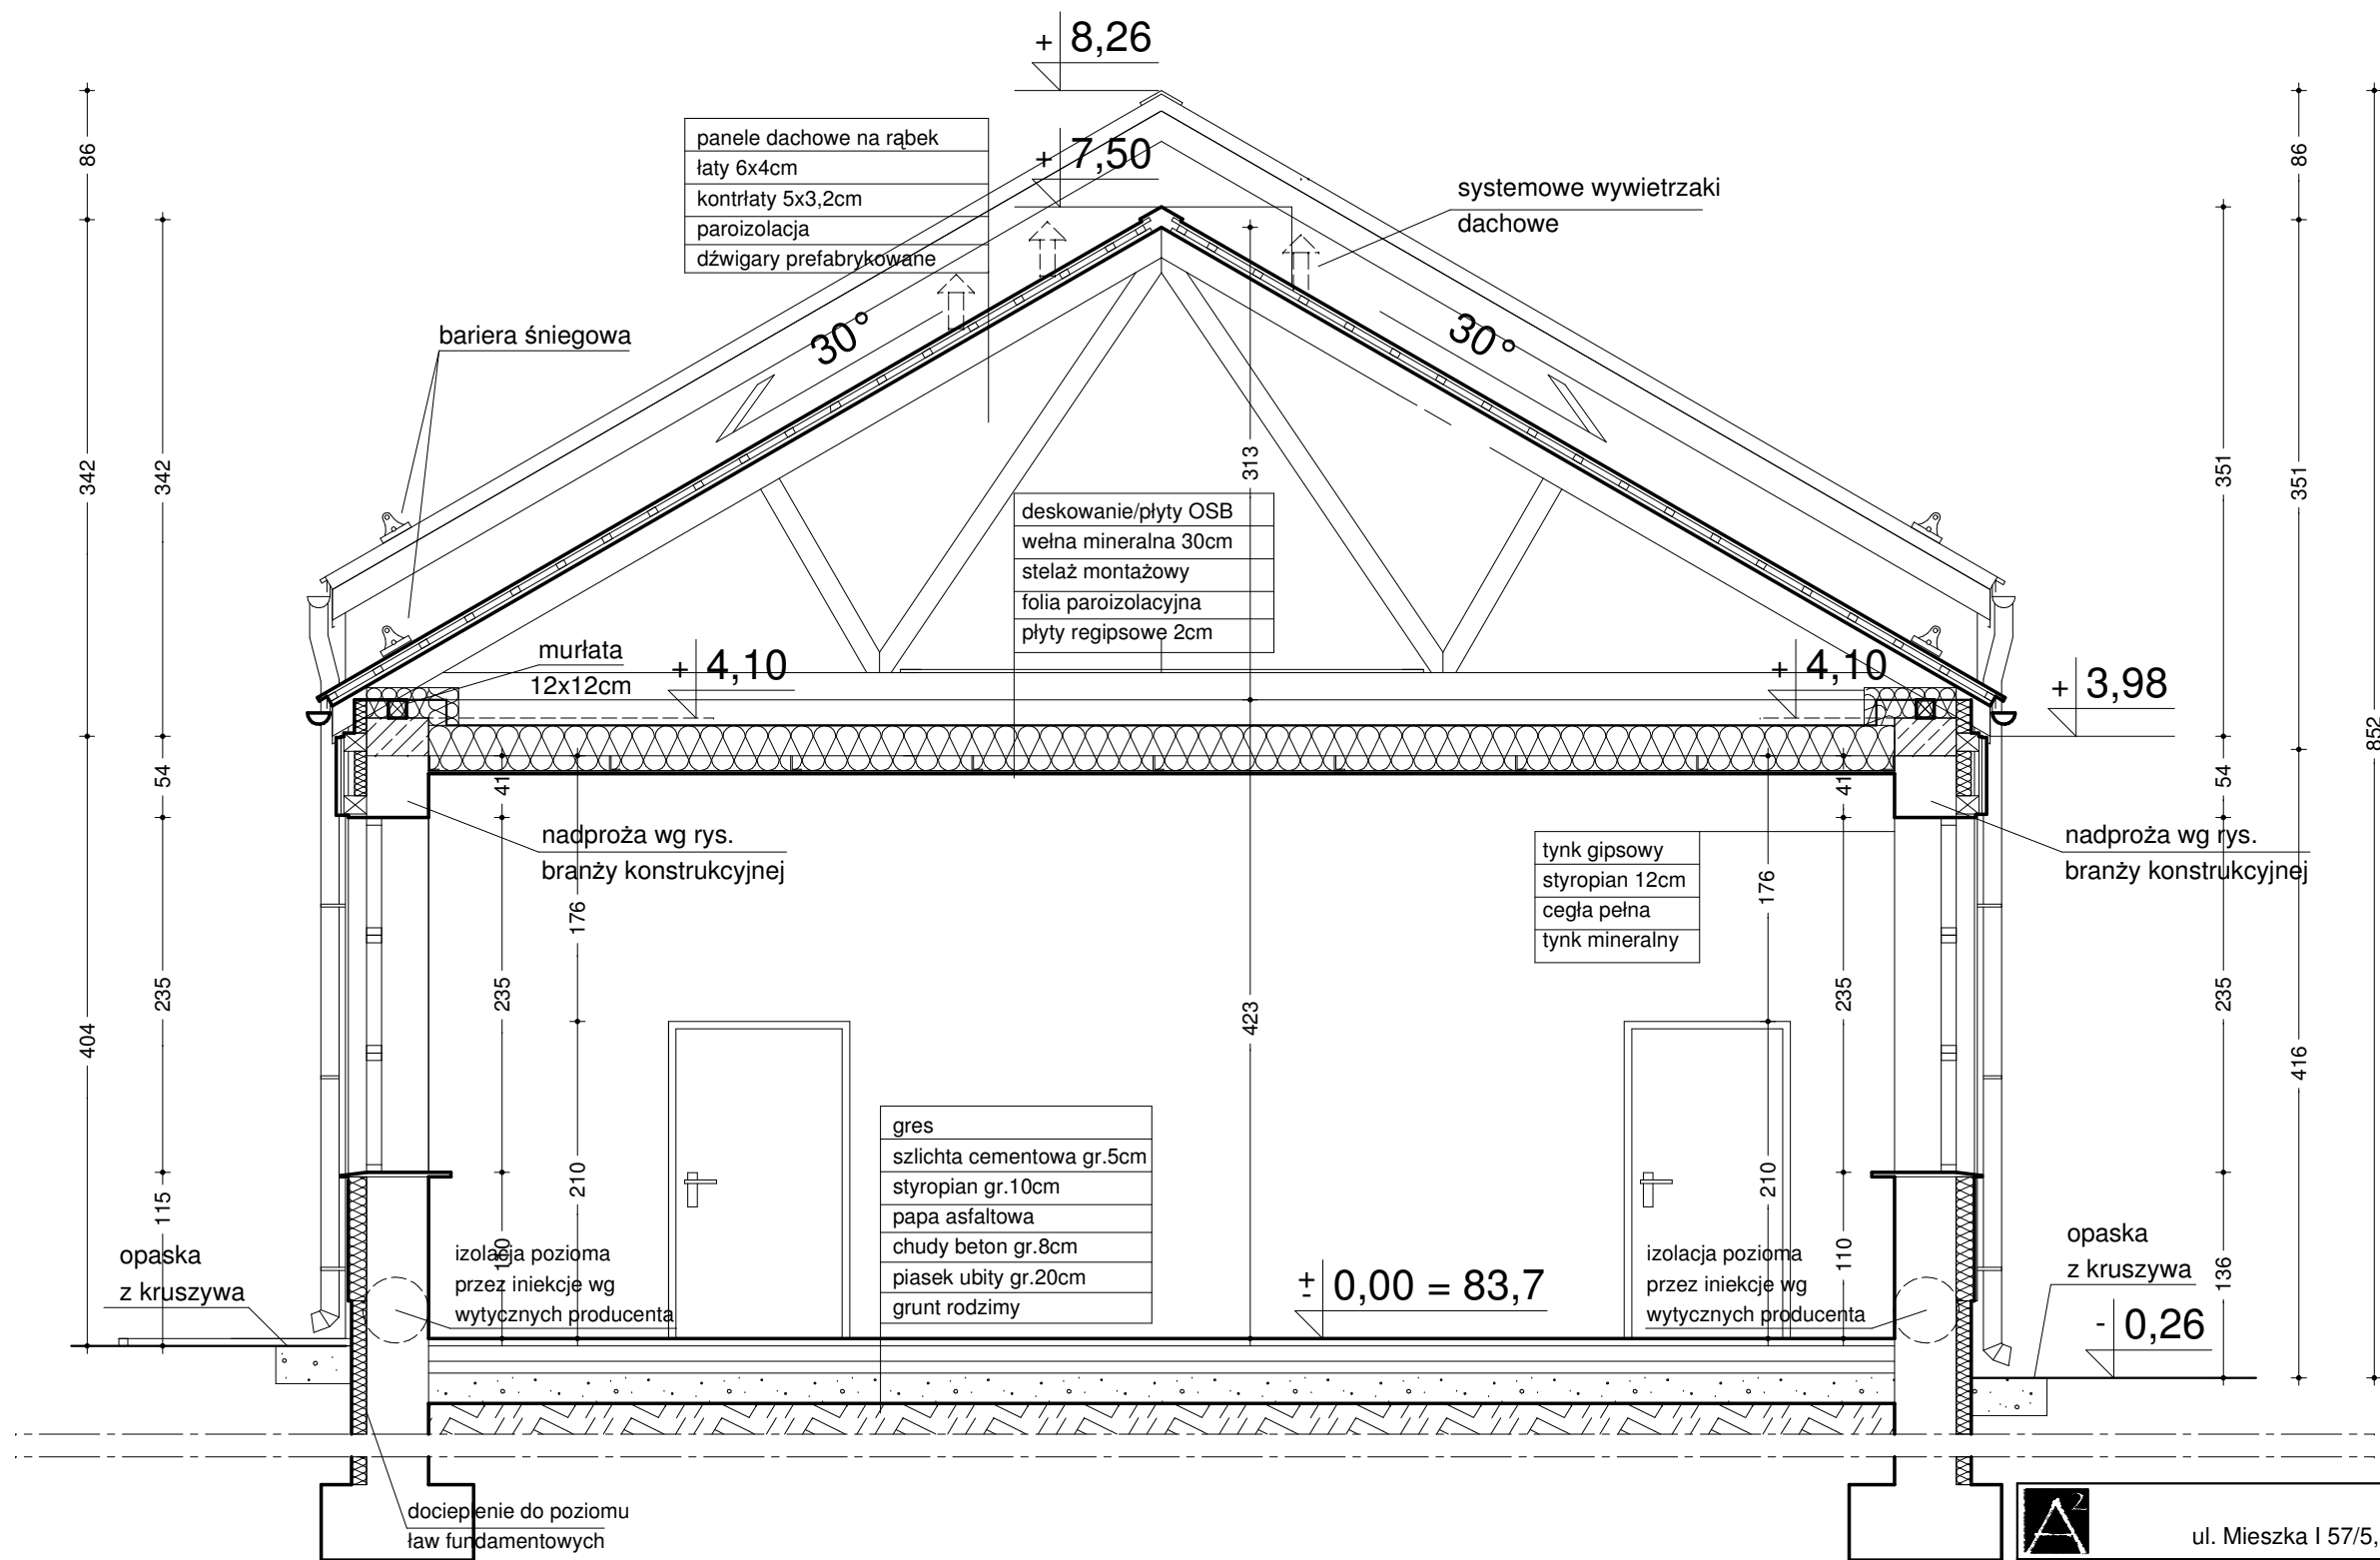 + 8,26
86
86
panele dachowe na rąbek
łaty 6x4cm
kontrłaty 5x3,2cm
paroizolacja
dźwigary prefabrykowane
+ 7,50
systemowe wywietrzaki
dachowe
bariera śniegowa
30°
30°
342
342
313
351
351
deskowanie/płyty OSB
wełna mineralna 30cm
stelaż montażowy
folia paroizolacyjna
płyty regipsowe 2cm
murłata
12x12cm
+ 4,10
+ 4,10
+ 3,98
852
54
41
41
54
nadproża wg rys.
branży konstrukcyjnej
nadproża wg rys.
branży konstrukcyjnej
tynk gipsowy
styropian 12cm
cegła pełna
tynk mineralny
176
176
404
235
235
423
235
235
416
gres
szlichta cementowa gr.5cm
styropian gr.10cm
papa asfaltowa
chudy beton gr.8cm
piasek ubity gr.20cm
grunt rodzimy
115
210
210
110
136
opaska
z kruszywa
izolacja pozioma
przez iniekcje wg
wytycznych producenta
± 0,00 = 83,7
izolacja pozioma
przez iniekcje wg
wytycznych producenta
opaska
z kruszywa
- 0,26
docieplenie do poziomu
ław fundamentowych
A2
ul. Mieszka I 57/5,